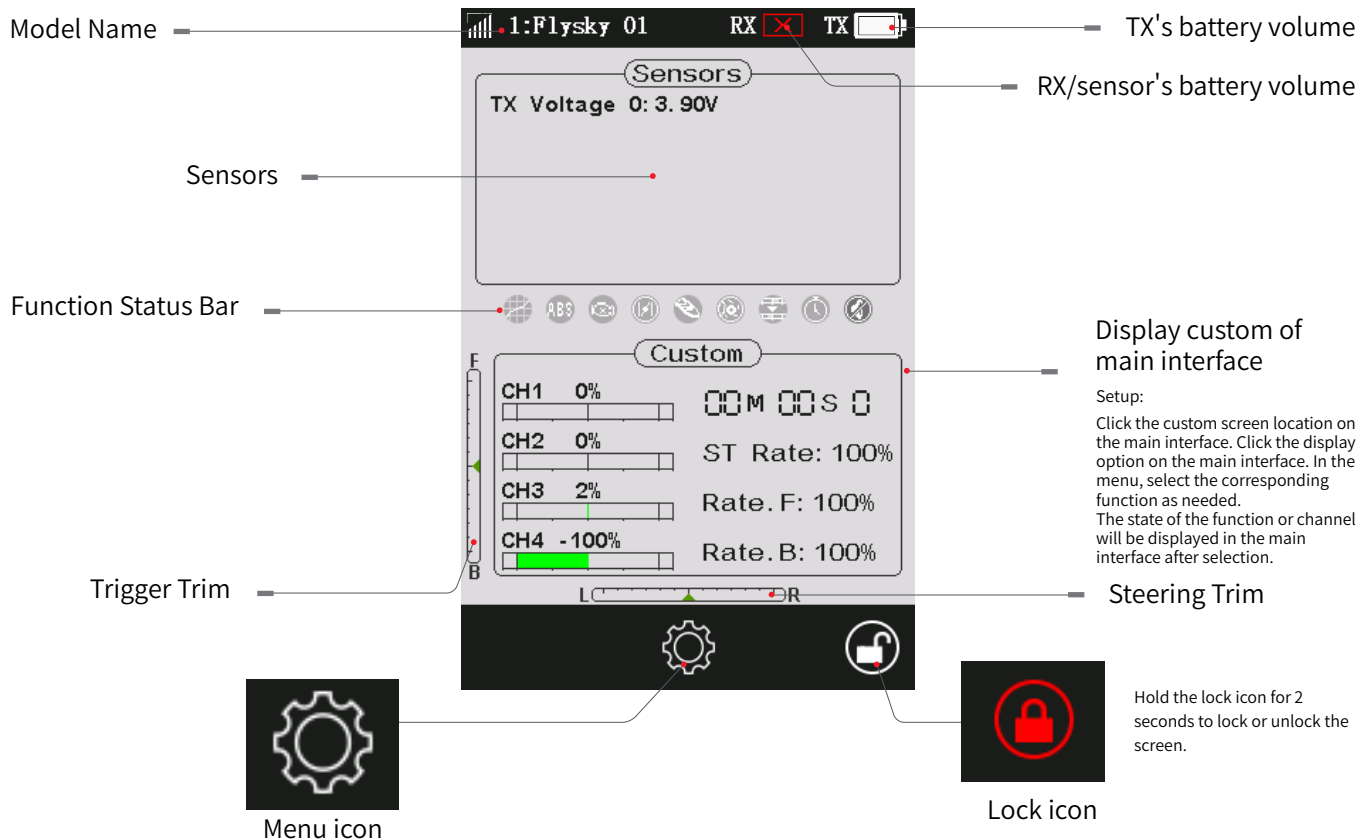 Model Name
1:Flysky 01
RX
TX
TX's battery volume
RX/sensor's battery volume
Sensors
TX Voltage 0:3.90V
Sensors
Function Status Bar
ABS
Custom
F
B
CH1 0%
CH2 0%
CH3 2%
CH4 -100%
00M 00S 0
ST Rate: 100%
Rate.F: 100%
Rate.B: 100%
L
R
Display custom of
main interface
Setup:
Click the custom screen location on
the main interface. Click the display
option on the main interface. In the
menu, select the corresponding
function as needed.
The state of the function or channel
will be displayed in the main
interface after selection.
Trigger Trim
Steering Trim
Menu icon
Lock icon
Hold the lock icon for 2
seconds to lock or unlock the
screen.